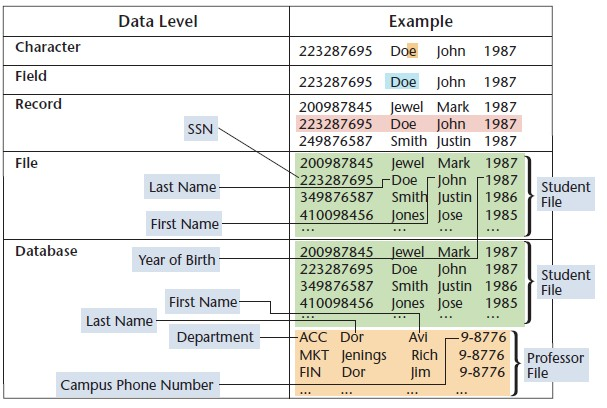 Data Level Example
Character 223287695 Doe John 1987
Field 223287695 Doe John 1987
Record 200987845 Jewel Mark 1987
SSN 223287695 Doe John 1987
249876587 Smith Justin 1987
File 200987845 Jewel Mark 1987
Last Name 223287695 Doe John 1987 Student File
349876587 Smith Justin 1986
First Name 410098456 Jones Jose 1985
... ... ... ...
Database 200987845 Jewel Mark 1987
Year of Birth 223287695 Doe John 1987 Student File
349876587 Smith Justin 1986
First Name 410098456 Jones Jose 1985
... ... ... ...
Last Name
Department ACC Dor Avi 9-8776
MKT Jenings Rich 9-8776 Professor File
Campus Phone Number FIN Dor Jim 9-8776
... ... ... ...